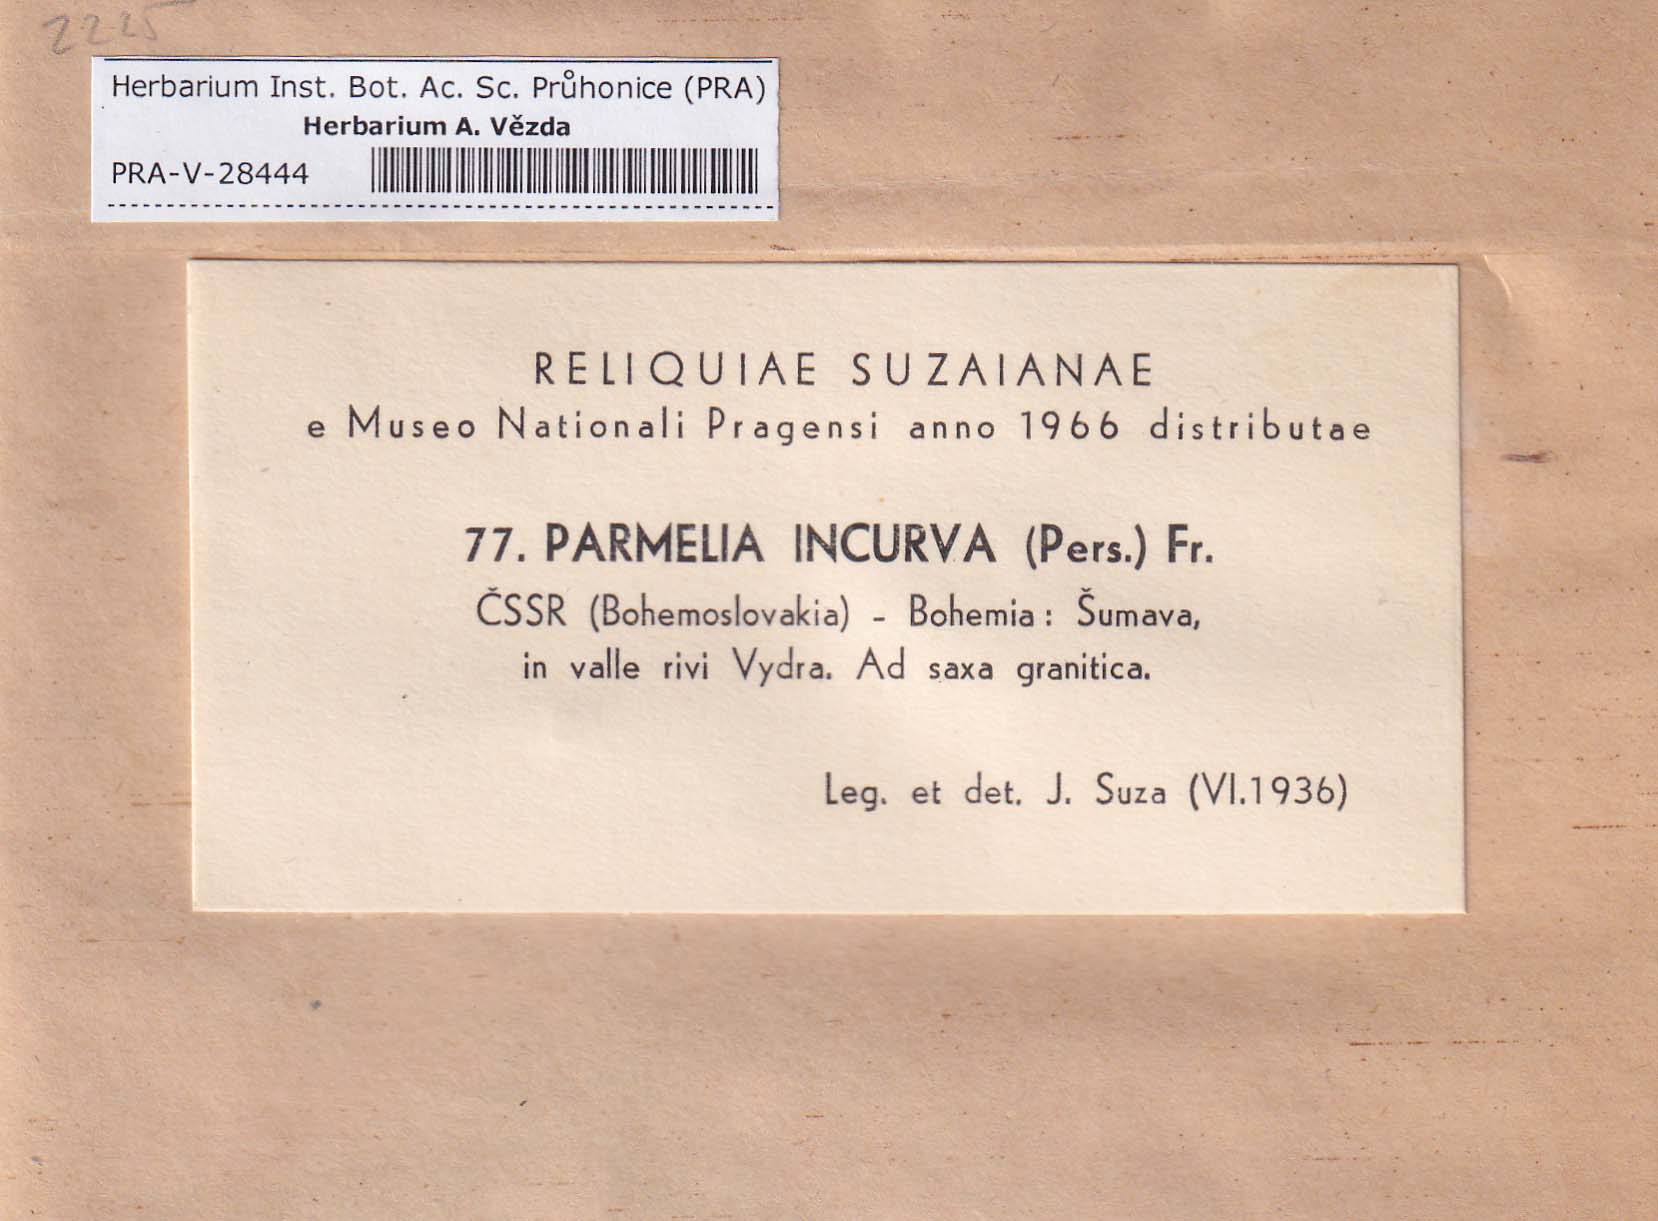 2225
Herbarium Inst. Bot. Ac. Sc. Průhonice (PRA)
Herbarium A. Vězda
PRA-V-28444
RELIQUIAE SUZAIANAE
e Museo Nationali Pragensi anno 1966 distributae
77. PARMELIA INCURVA (Pers.) Fr.
ČSSR (Bohemoslovakia) - Bohemia: Šumava,
in valle rivi Vydra. Ad saxa granitica.
Leg. et det. J. Suza (VI.1936)